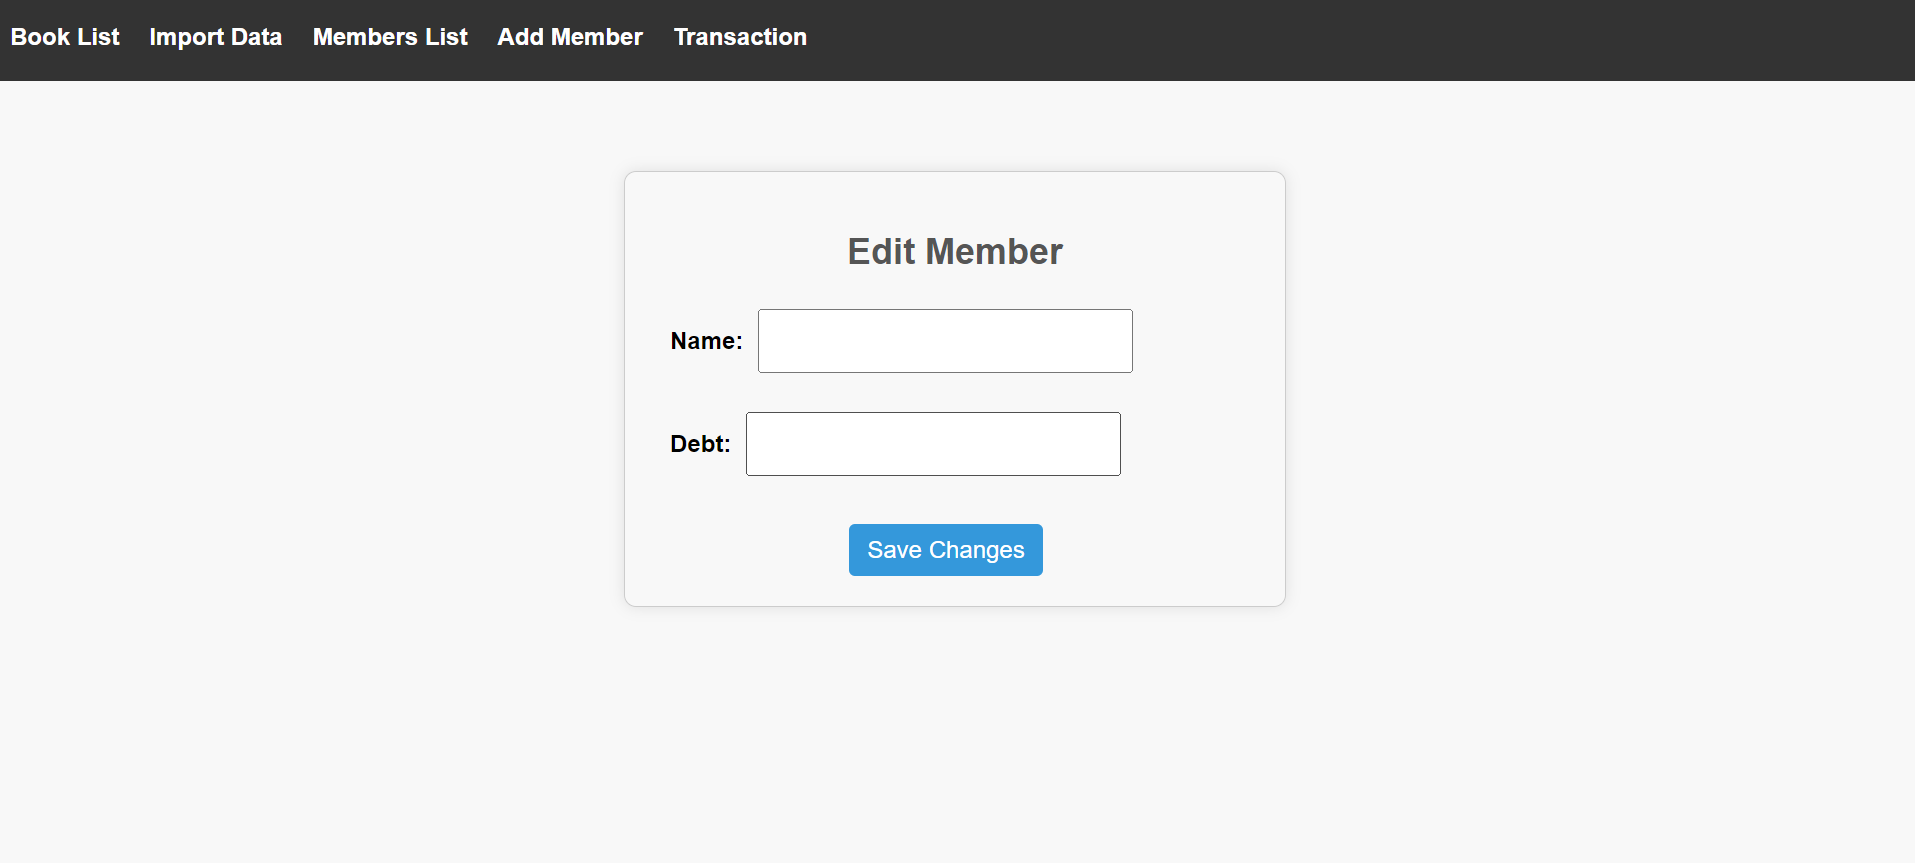 Book List Import Data Members List Add Member Transaction
Edit Member
Name:
Debt:
Save Changes